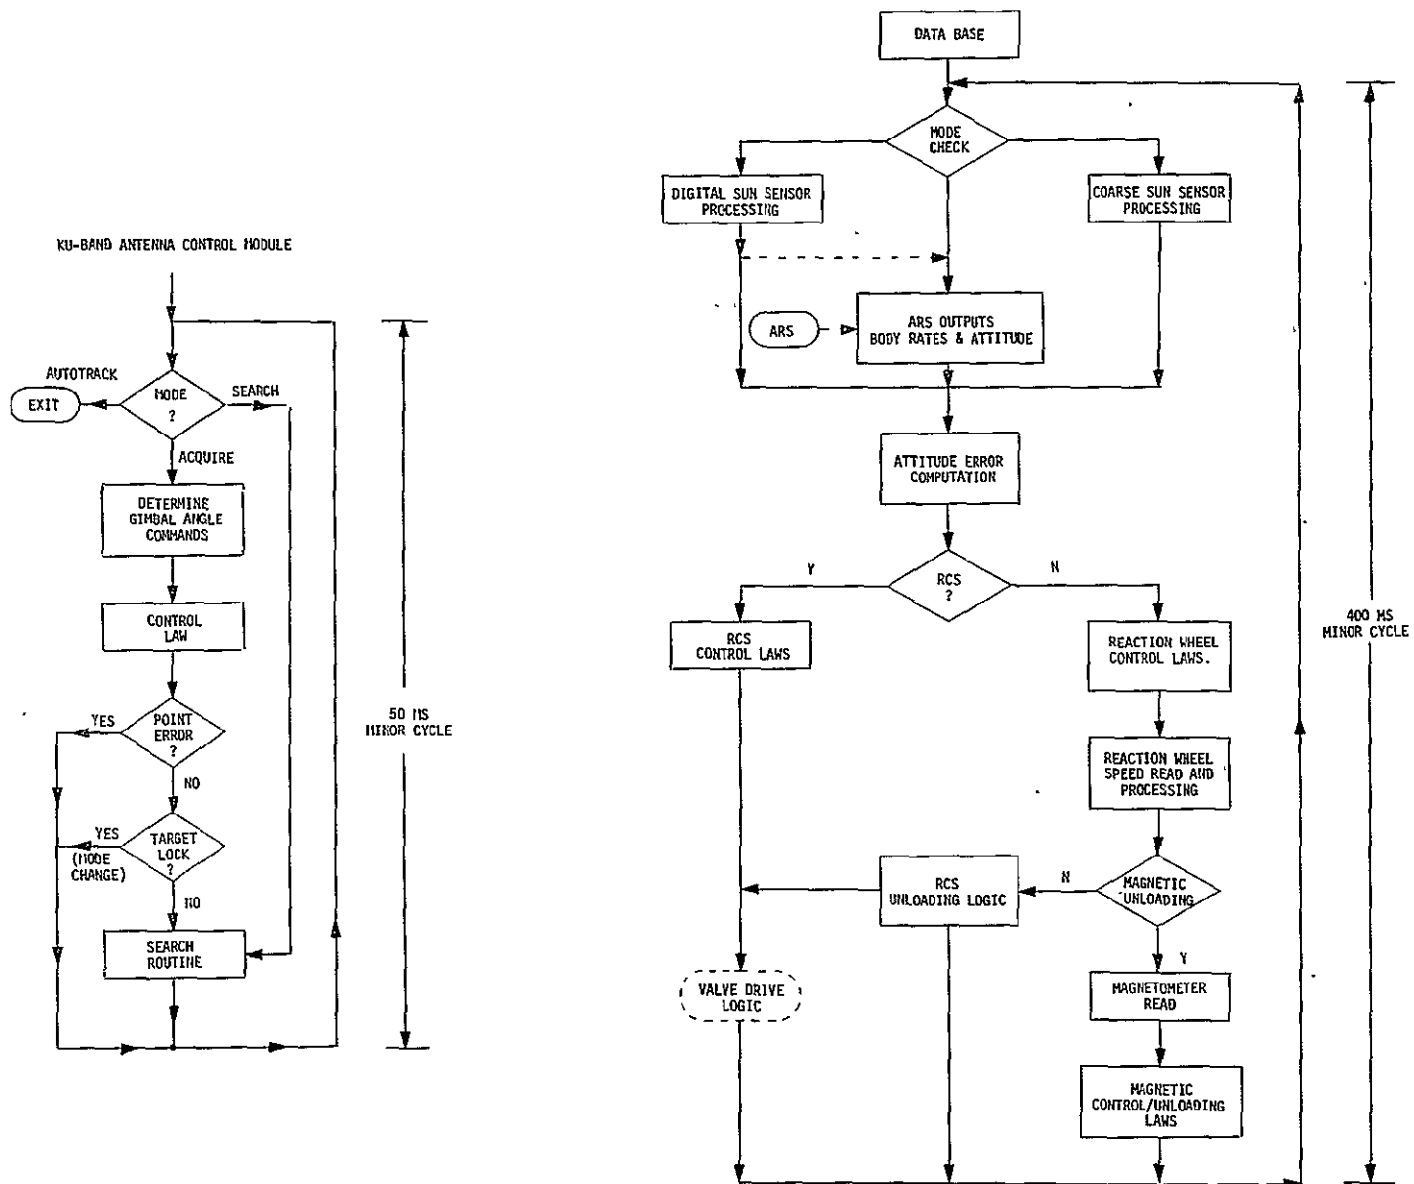 KU-BAND ANTENNA CONTROL MODULE
AUTOTRACK
EXIT
MODE
?
SEARCH
ACQUIRE
DETERMINE
GIMBAL ANGLE
COMMANDS
CONTROL
LAW
YES
POINT
ERROR
?
NO
YES
(MODE
CHANGE)
TARGET
LOCK
?
NO
SEARCH
ROUTINE
50 MS
MINOR CYCLE
DATA BASE
MODE
CHECK
DIGITAL SUN SENSOR
PROCESSING
COARSE SUN SENSOR
PROCESSING
ARS
ARS OUTPUTS
BODY RATES & ATTITUDE
ATTITUDE ERROR
COMPUTATION
Y
RCS
?
N
RCS
CONTROL LAWS
REACTION WHEEL
CONTROL LAWS.
REACTION WHEEL
SPEED READ AND
PROCESSING
RCS
UNLOADING LOGIC
N
MAGNETIC
UNLOADING
Y
VALVE DRIVE
LOGIC
MAGNETOMETER
READ
MAGNETIC
CONTROL/UNLOADING
LAWS
400 MS
MINOR CYCLE